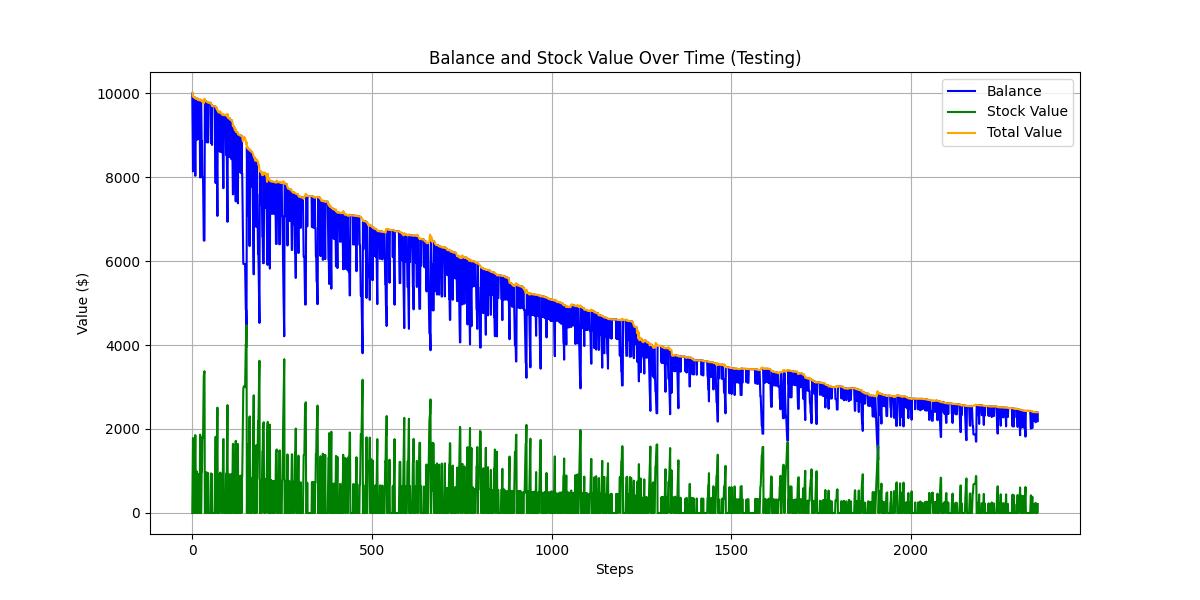 Balance and Stock Value Over Time (Testing)
Balance
Stock Value
Total Value
10000
8000
6000
4000
2000
0
Value ($)
0 500 1000 1500 2000
Steps